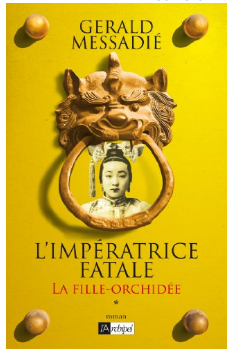 GERALD
MESSADIÉ
L'IMPÉRATRICE
FATALE
LA FILLE-ORCHIDÉE
*
roman
l'Archipel